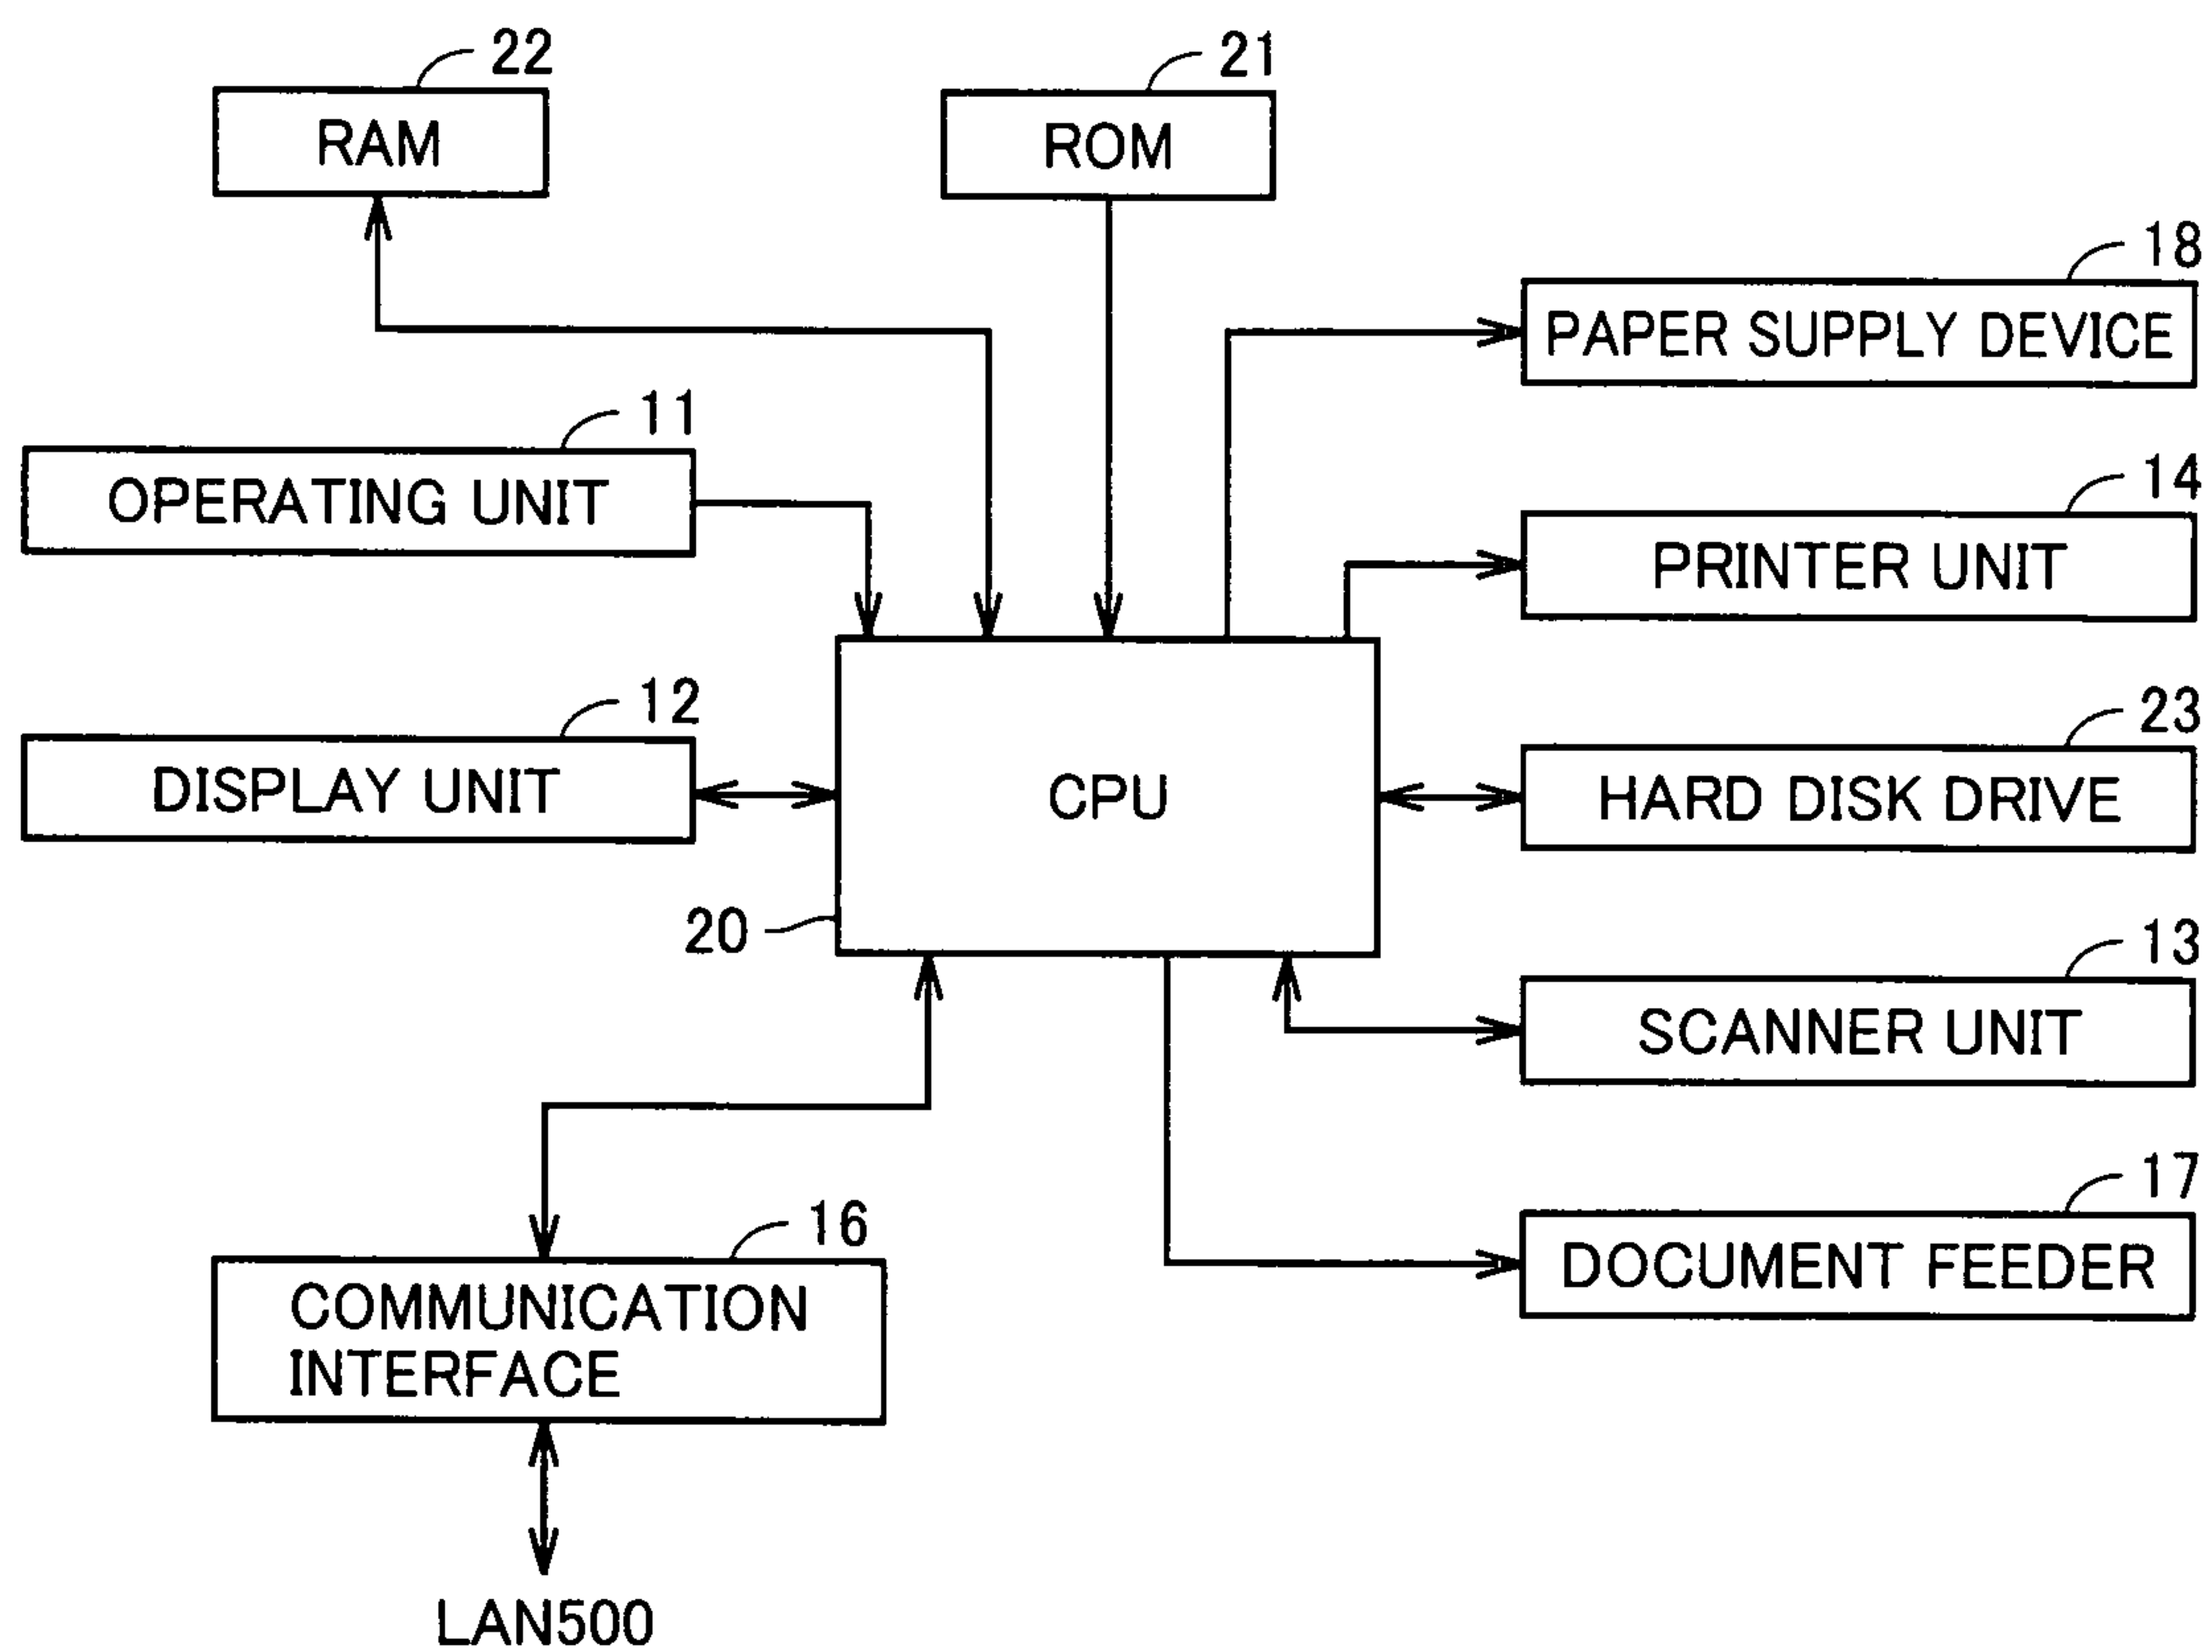 22
RAM
21
ROM
18
PAPER SUPPLY DEVICE
11
OPERATING UNIT
14
PRINTER UNIT
12
DISPLAY UNIT
CPU
20
23
HARD DISK DRIVE
13
SCANNER UNIT
16
COMMUNICATION
INTERFACE
17
DOCUMENT FEEDER
LAN500